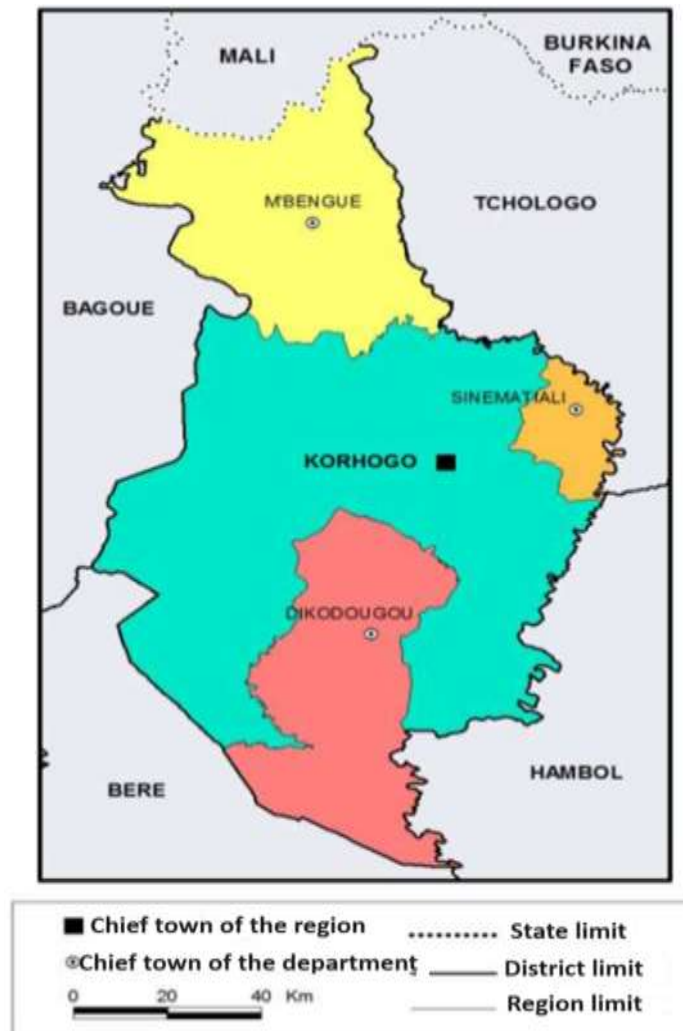 MALI
BURKINA
FASO
M'BENGUE
TCHOLOGO
BAGOUE
SINEMATIALI
KORHOGO
DIKODOUGOU
HAMBOL
BERE
Chief town of the region
State limit
Chief town of the department
District limit
0 20 40 Km
Region limit